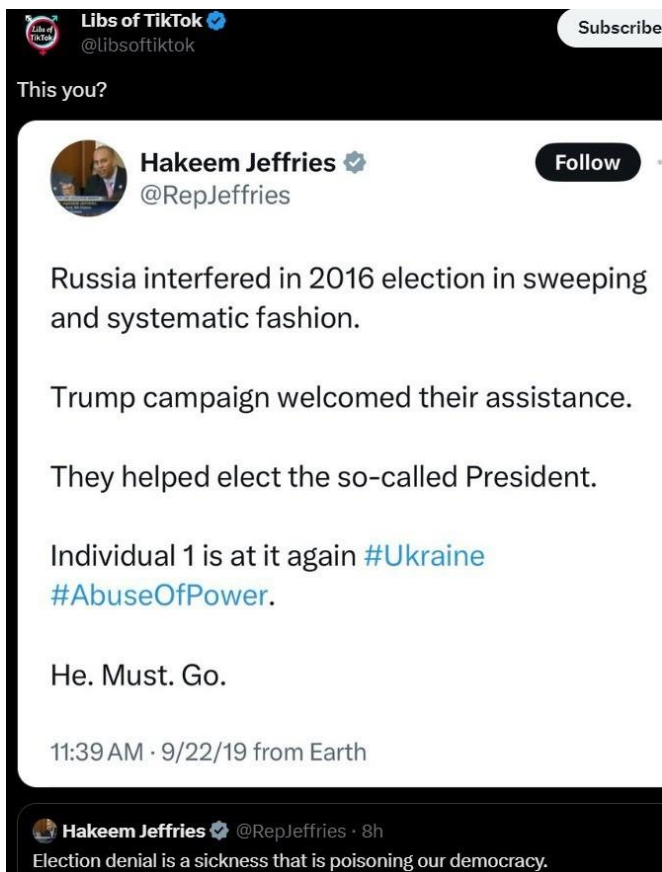 Libs of TikTok
Libs of
TikTok
@libsoftiktok
Subscribe
This you?
Hakeem Jeffries
Follow
@RepJeffries
Russia interfered in 2016 election in sweeping
and systematic fashion.
Trump campaign welcomed their assistance.
They helped elect the so-called President.
Individual 1 is at it again #Ukraine
#AbuseOfPower.
He. Must. Go.
11:39 AM · 9/22/19 from Earth
Hakeem Jeffries @RepJeffries · 8h
Election denial is a sickness that is poisoning our democracy.